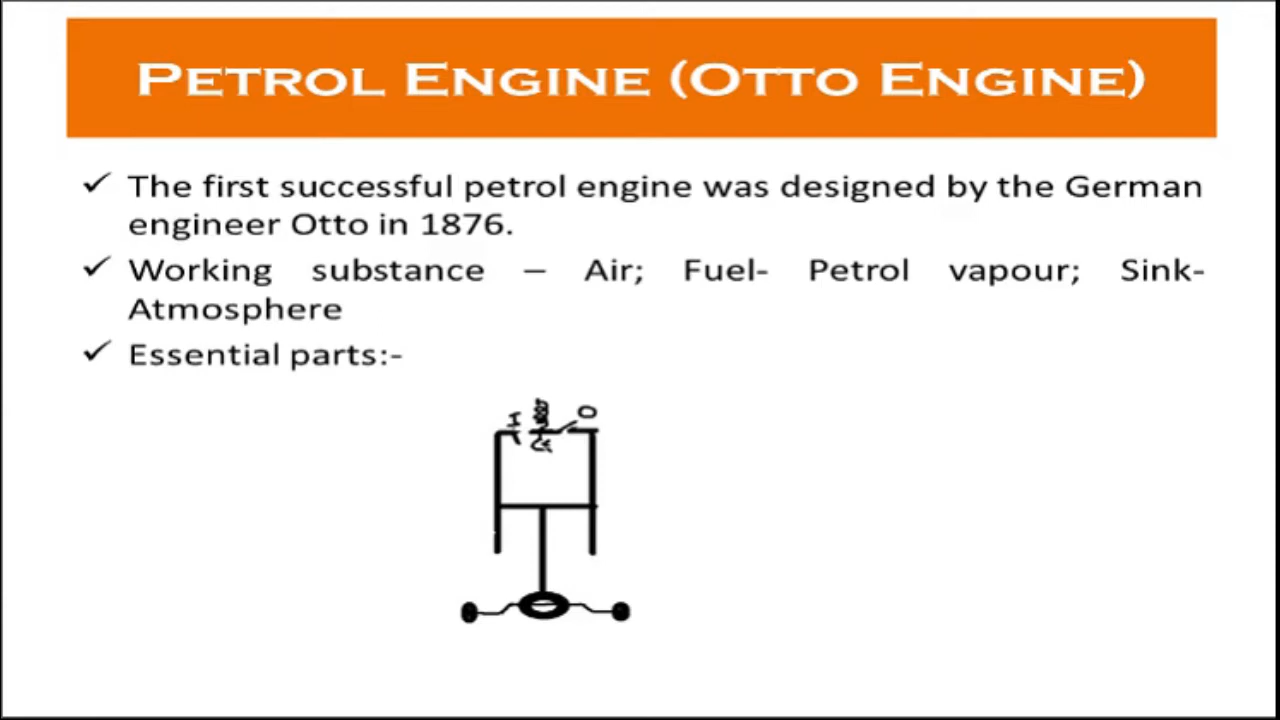 PETROL ENGINE (OTTO ENGINE)
✓ The first successful petrol engine was designed by the German
engineer Otto in 1876.
✓ Working substance – Air; Fuel- Petrol vapour; Sink-
Atmosphere
✓ Essential parts:-
I O